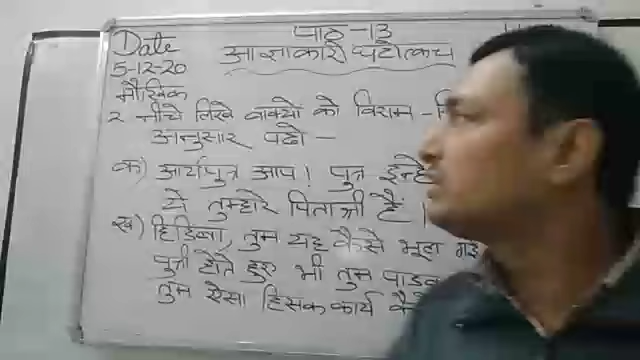 पाठ -13
Date
आज्ञाकारी घटोत्कच
5-12-20
मौखिक
2 नीचे लिखे वाक्यों को विराम -
अनुसार पढो -
क) आर्यपुत्र आप! पुत्र इन्हे
ये तुम्हारे पिताश्री है।
ख) हिडिंबा, तुम यह कैसे भूल गई
होते हुए भी तुम
तुम ऐसा हिंसक कार्य